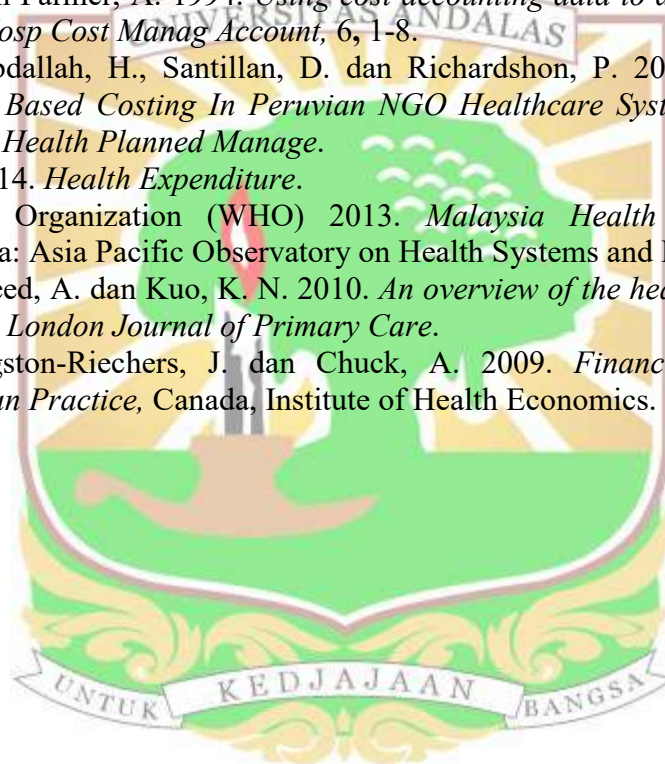 Farmer, A. 1994. Using cost accounting data to
Hosp Cost Manag Account, 6, 1-8.
UNIVERSITAS ANDALAS
bdallah, H., Santillan, D. dan Richardshon, P. 20
Based Costing In Peruvian NGO Healthcare Syst
Health Planned Manage.
14. Health Expenditure.
Organization (WHO) 2013. Malaysia Health
a: Asia Pacific Observatory on Health Systems and
eed, A. dan Kuo, K. N. 2010. An overview of the hea
London Journal of Primary Care.
gston-Riechers, J. dan Chuck, A. 2009. Financ
an Practice, Canada, Institute of Health Economics.
UNTUK KEDJAJAAN BANGSA